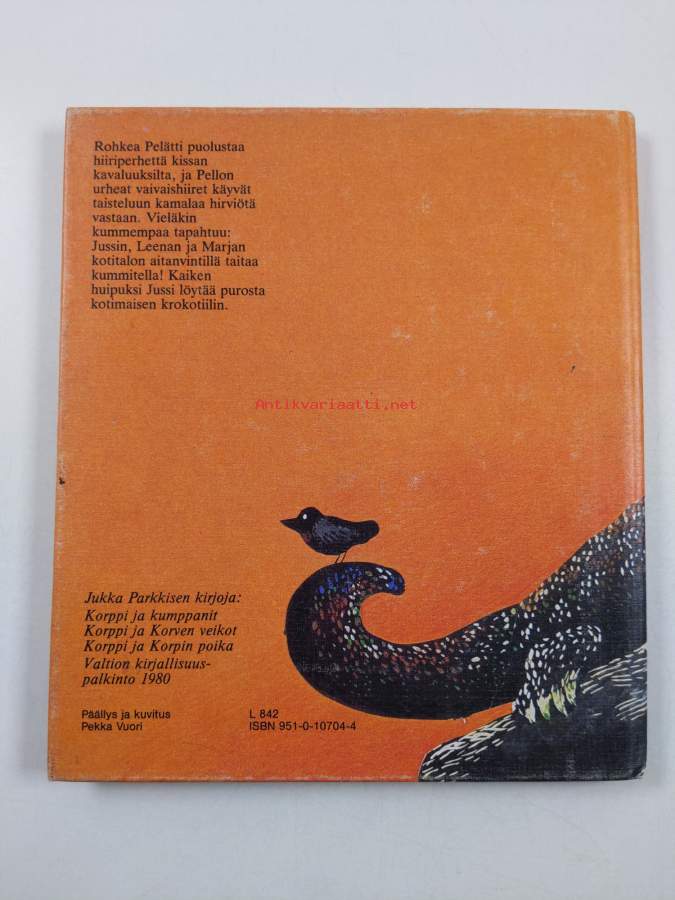 Rohkea Pelätti puolustaa
hiiriperhettä kissan
kavaluuksilta, ja Pellon
urheat vaivaishiiret käyvät
taisteluun kamalaa hirviötä
vastaan. Vieläkin
kummempaa tapahtuu:
Jussin, Leenan ja Marjan
kotitalon aitanvintillä taitaa
kummitella! Kaiken
huipuksi Jussi löytää purosta
kotimaisen krokotiilin.
Antikvariaatti.net
Jukka Parkkisen kirjoja:
Korppi ja kumppanit
Korppi ja Korven veikot
Korppi ja Korpin poika
Valtion kirjallisuus-
palkinto 1980
Päällys ja kuvitus
Pekka Vuori
L 842
ISBN 951-0-10704-4